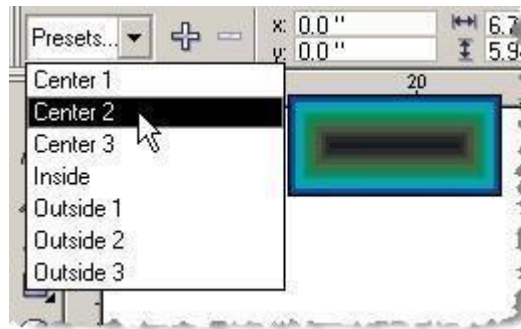 Presets...
x: 0.0 " 6.7
y: 0.0 " 5.9
20
Center 1
Center 2
Center 3
Inside
Outside 1
Outside 2
Outside 3